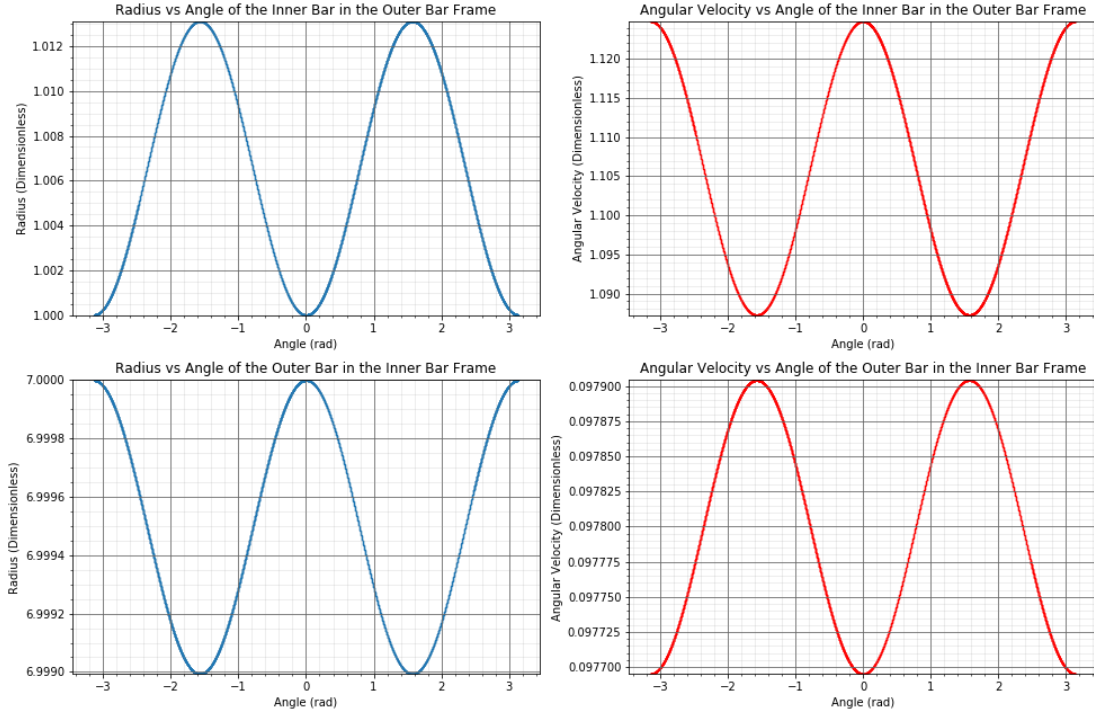 Radius vs Angle of the Inner Bar in the Outer Bar Frame
Radius (Dimensionless)
1.012
1.010
1.008
1.006
1.004
1.002
1.000
−3 −2 −1 0 1 2 3
Angle (rad)
Angular Velocity vs Angle of the Inner Bar in the Outer Bar Frame
Angular Velocity (Dimensionless)
1.120
1.115
1.110
1.105
1.100
1.095
1.090
−3 −2 −1 0 1 2 3
Angle (rad)
Radius vs Angle of the Outer Bar in the Inner Bar Frame
Radius (Dimensionless)
7.0000
6.9998
6.9996
6.9994
6.9992
6.9990
−3 −2 −1 0 1 2 3
Angle (rad)
Angular Velocity vs Angle of the Outer Bar in the Inner Bar Frame
Angular Velocity (Dimensionless)
0.097900
0.097875
0.097850
0.097825
0.097800
0.097775
0.097750
0.097725
0.097700
−3 −2 −1 0 1 2 3
Angle (rad)